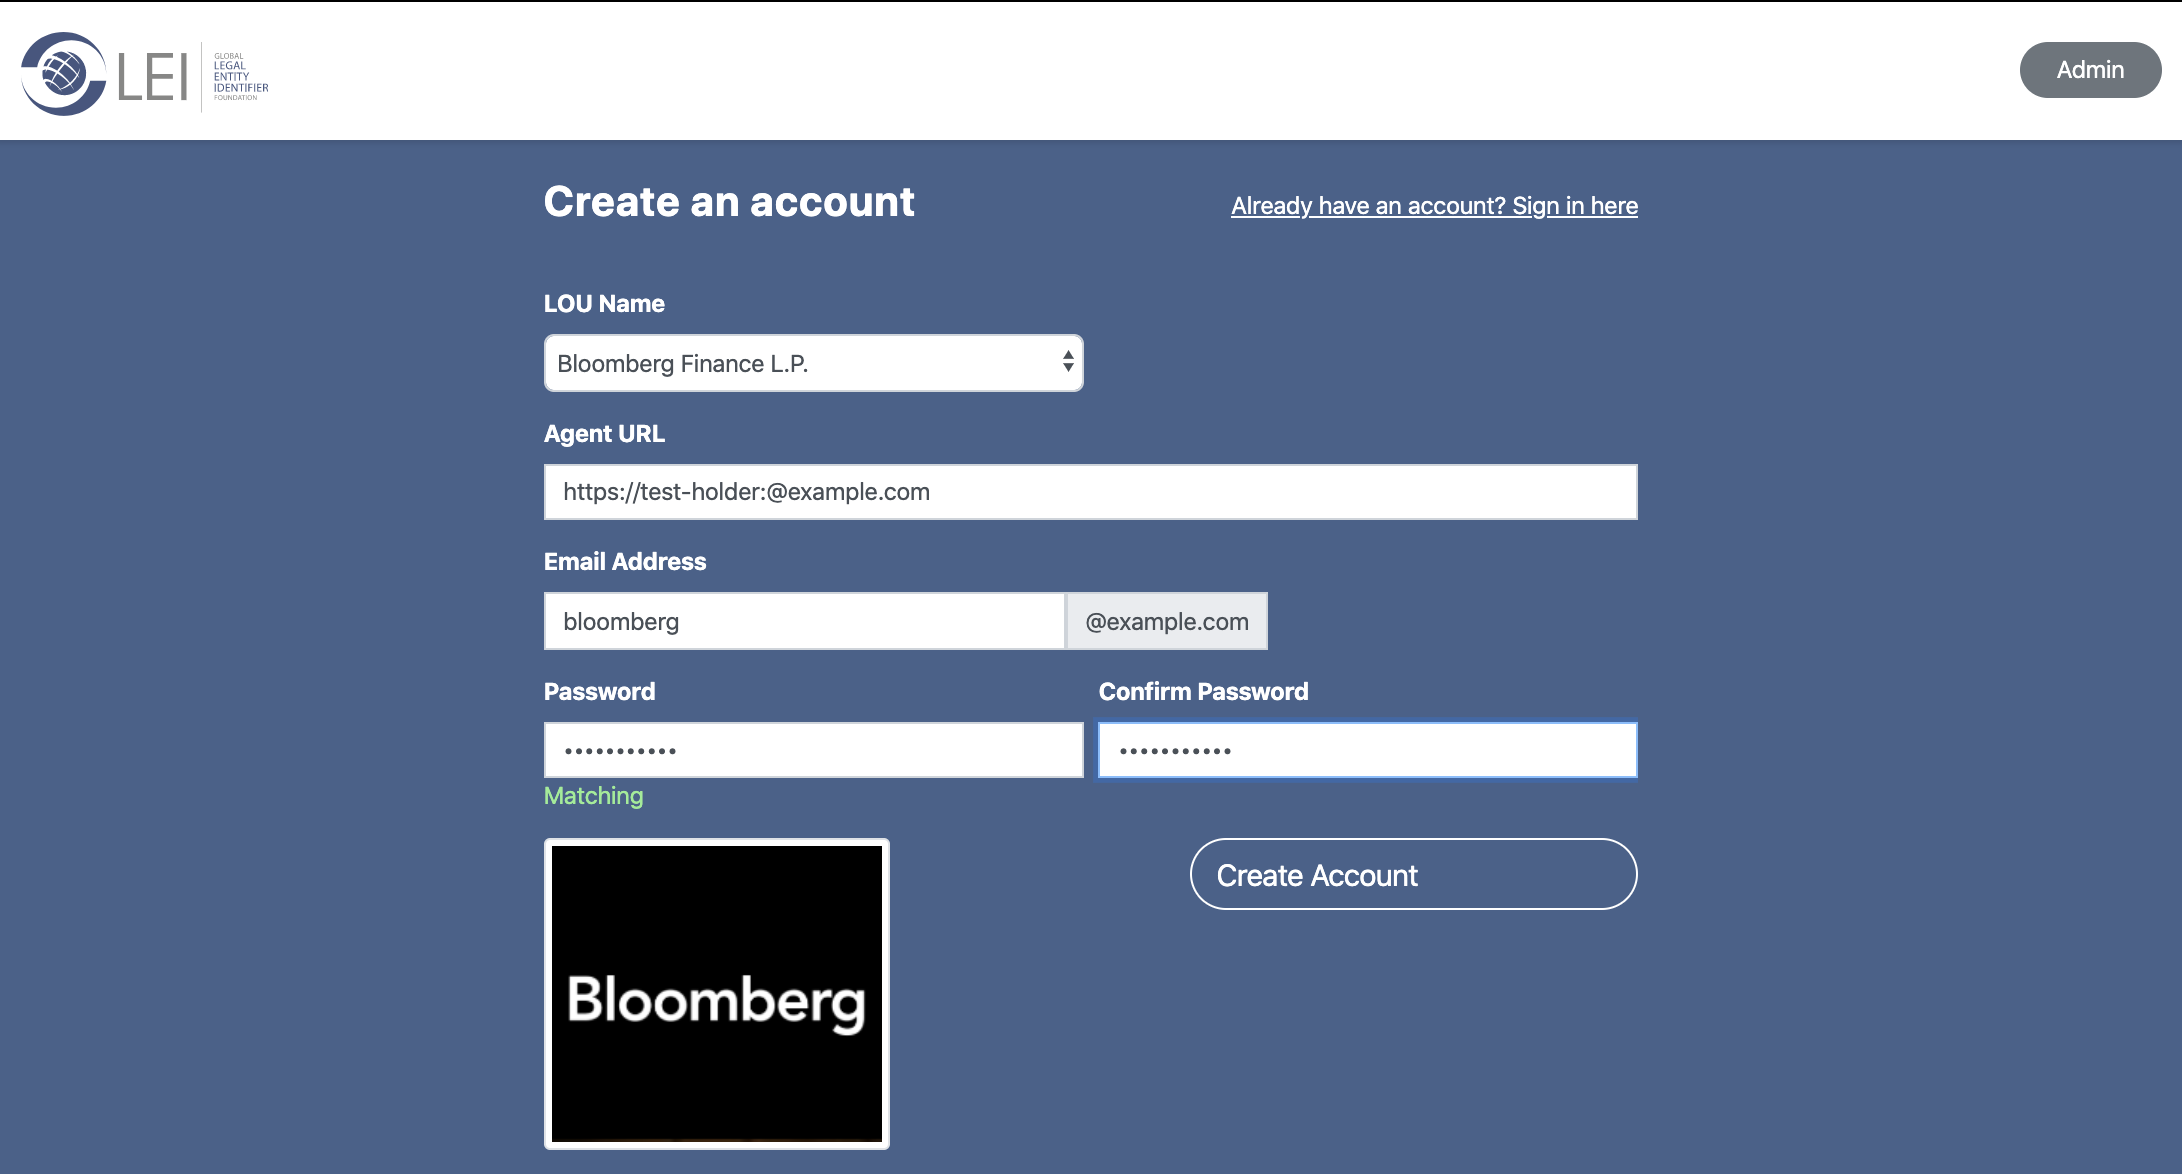 LEI
GLOBAL
LEGAL
ENTITY
IDENTIFIER
FOUNDATION
Admin
Create an account
Already have an account? Sign in here
LOU Name
Bloomberg Finance L.P.
Agent URL
https://test-holder:@example.com
Email Address
bloomberg @example.com
Password Confirm Password
••••••••••• •••••••••••
Matching
Create Account
Bloomberg